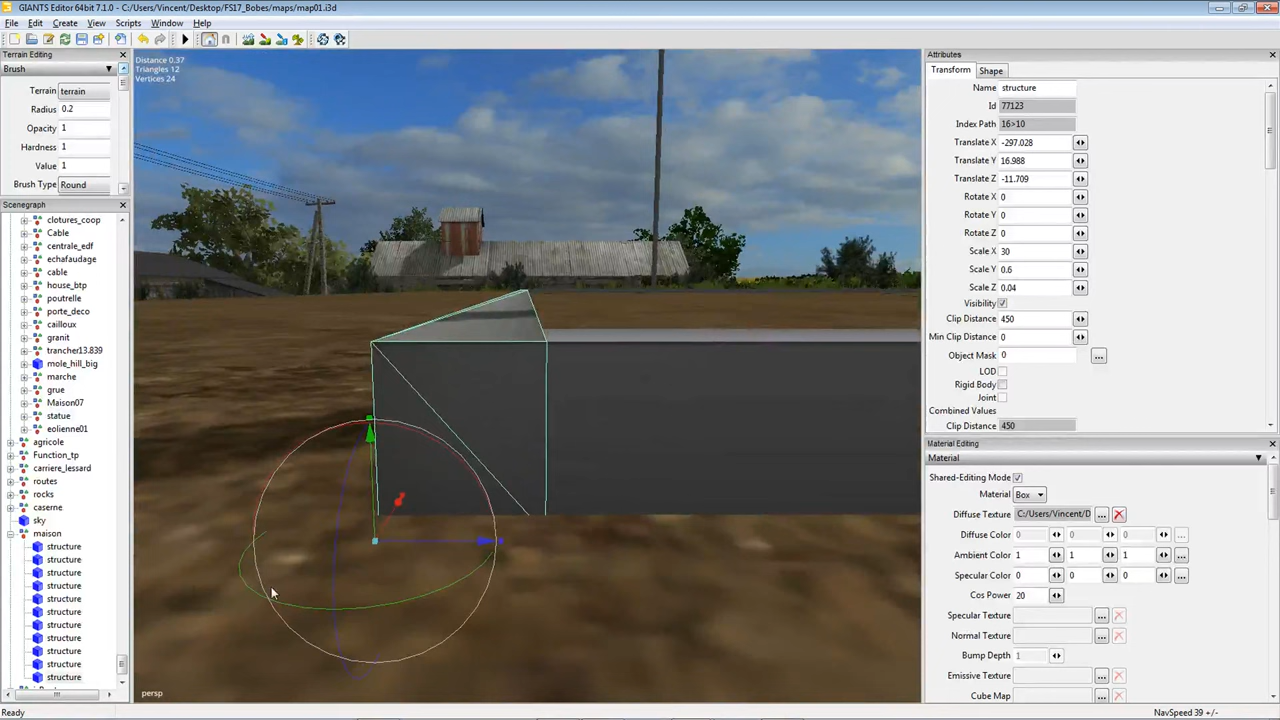 GIANTS Editor 64bit 7.1.0 - C:/Users/Vincent/Desktop/FS17_Bobes/maps/map01.i3d
File Edit Create View Scripts Window Help
Terrain Editing
Brush
Terrain terrain
Radius 0.2
Opacity 1
Hardness 1
Value 1
Brush Type Round
Scenegraph
clotures_coop
Cable
centrale_edf
echafaudage
cable
house_btp
poutrelle
porte_deco
cailloux
granit
trancher13.839
mole_hill_big
marche
grue
Maison07
statue
eolienne01
agricole
Function_tp
carriere_lessard
routes
rocks
caserne
sky
maison
structure
structure
structure
structure
structure
structure
structure
structure
structure
structure
structure
Distance 0.37
Triangles 12
Vertices 24
persp
Attributes
Transform Shape
Name structure
Id 77123
Index Path 16>10
Translate X -297.028
Translate Y 16.988
Translate Z -11.709
Rotate X 0
Rotate Y 0
Rotate Z 0
Scale X 30
Scale Y 0.6
Scale Z 0.04
Visibility
Clip Distance 450
Min Clip Distance 0
Object Mask 0 ...
LOD
Rigid Body
Joint
Combined Values
Clip Distance 450
Material Editing
Material
Shared-Editing Mode
Material Box
Diffuse Texture C:/Users/Vincent/D ...
Diffuse Color 0 0 0 ...
Ambient Color 1 1 1 ...
Specular Color 0 0 0 ...
Cos Power 20
Specular Texture ...
Normal Texture ...
Bump Depth 1
Emissive Texture ...
Cube Map ...
Ready
NavSpeed 39 +/-